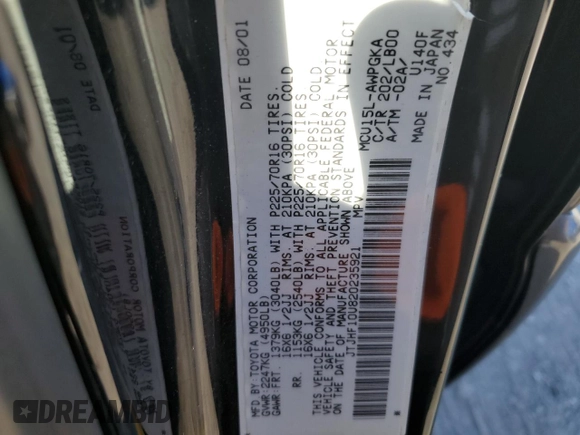 MFD BY TOYOTA MOTOR CORPORATION DATE 08/01
GVWR 2247KG (4950LB)
GAWR FRT. 1379KG (3040LB) WITH P225/70R16 TIRES.
16X6 1/2JJ RIMS. AT 210KPA (30PSI) COLD
RR. 1153KG (2540LB) WITH P225/70R16 TIRES.
16X6 1/2JJ RIMS. AT 210KPA (30PSI) COLD
THIS VEHICLE CONFORMS TO ALL APPLICABLE FEDERAL MOTOR
VEHICLE SAFETY AND THEFT PREVENTION STANDARDS IN EFFECT
ON THE DATE OF MANUFACTURE SHOWN ABOVE.
JTJHF10U820235921 MPV
MCU15L-AWPGKA
C/TR 202/LB00
A/TM -02A/ U140F
MADE IN JAPAN
NO.434
DREAMBID